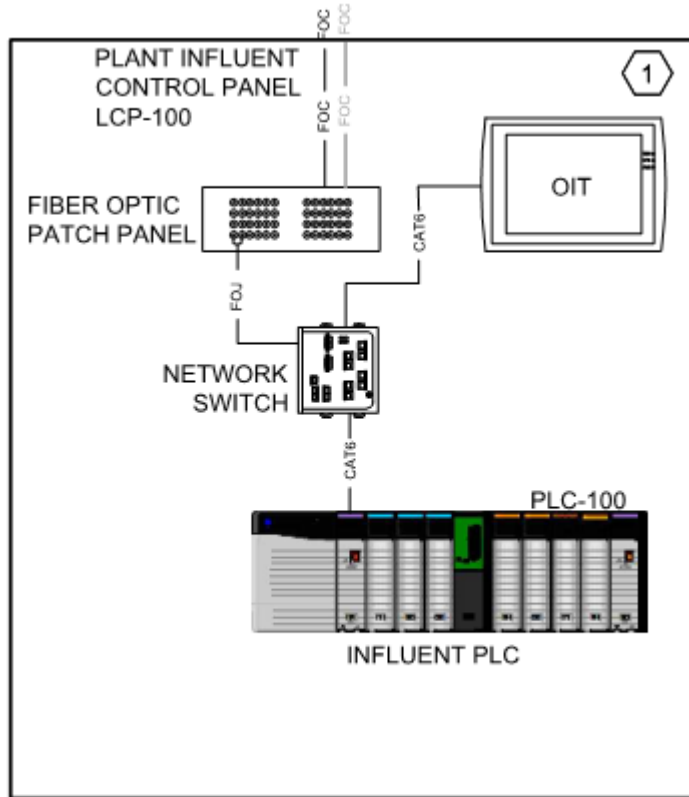 FOC
FOC
PLANT INFLUENT
CONTROL PANEL
LCP-100
1
FOC
FOC
OIT
FIBER OPTIC
PATCH PANEL
CAT6
FOJ
NETWORK
SWITCH
CAT6
PLC-100
INFLUENT PLC